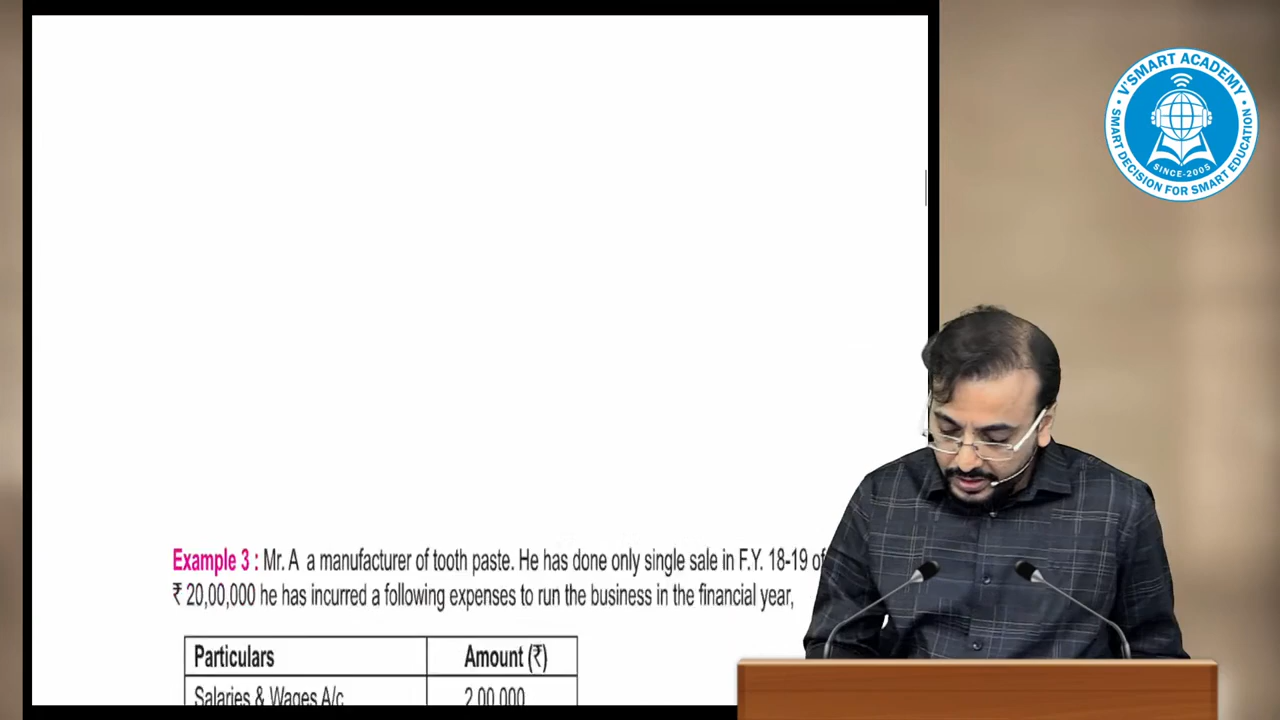 V'SMART ACADEMY
SMART DECISION FOR SMART EDUCATION
SINCE-2005
Example 3 : Mr. A a manufacturer of tooth paste. He has done only single sale in F.Y. 18-19 of
₹ 20,00,000 he has incurred a following expenses to run the business in the financial year,
Particulars Amount (₹)
Salaries & Wages A/c 2,00,000